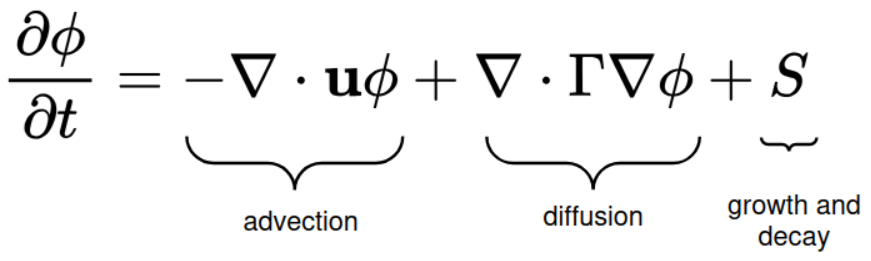 ∂ϕ/∂t = −∇ · 𝐮ϕ + ∇ · Γ∇ϕ + S
advection
diffusion
growth and
decay